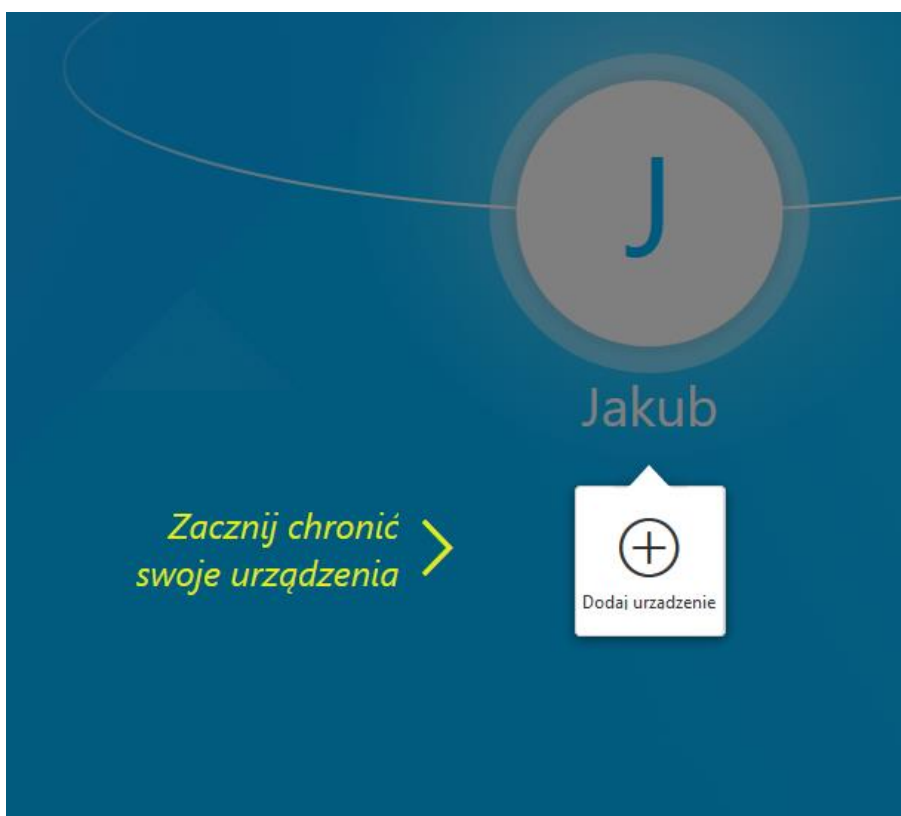 J
Jakub
Zacznij chronić
swoje urządzenia
Dodaj urzadzenie